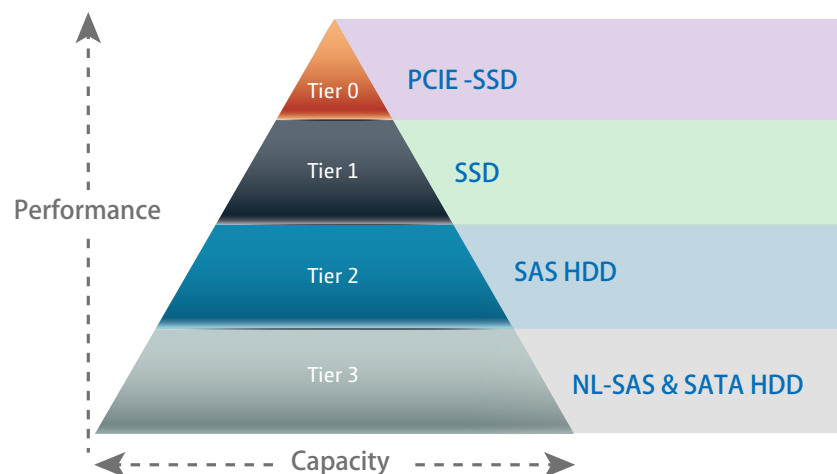 Tier 0
PCIE -SSD
Tier 1
SSD
Performance
Tier 2
SAS HDD
Tier 3
NL-SAS & SATA HDD
Capacity